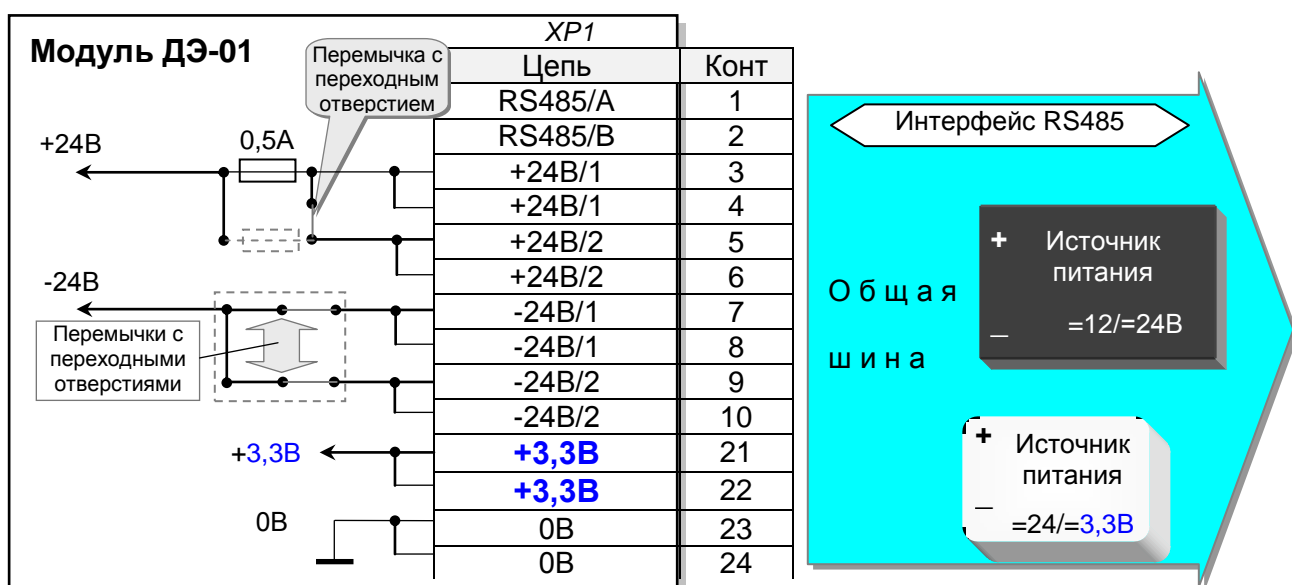 XP1
Модуль ДЭ-01
Перемычка с
переходным
отверстием
Цепь Конт
RS485/A 1
RS485/B 2
+24В/1 3
+24В/1 4
+24В/2 5
+24В/2 6
-24В/1 7
-24В/1 8
-24В/2 9
-24В/2 10
+3,3В 21
+3,3В 22
0В 23
0В 24
+24В
0,5А
-24В
Перемычки с
переходными
отверстиями
+3,3В
0В
Интерфейс RS485
Общая
шина
+ Источник
питания
_ =12/=24В
+ Источник
питания
_ =24/=3,3В